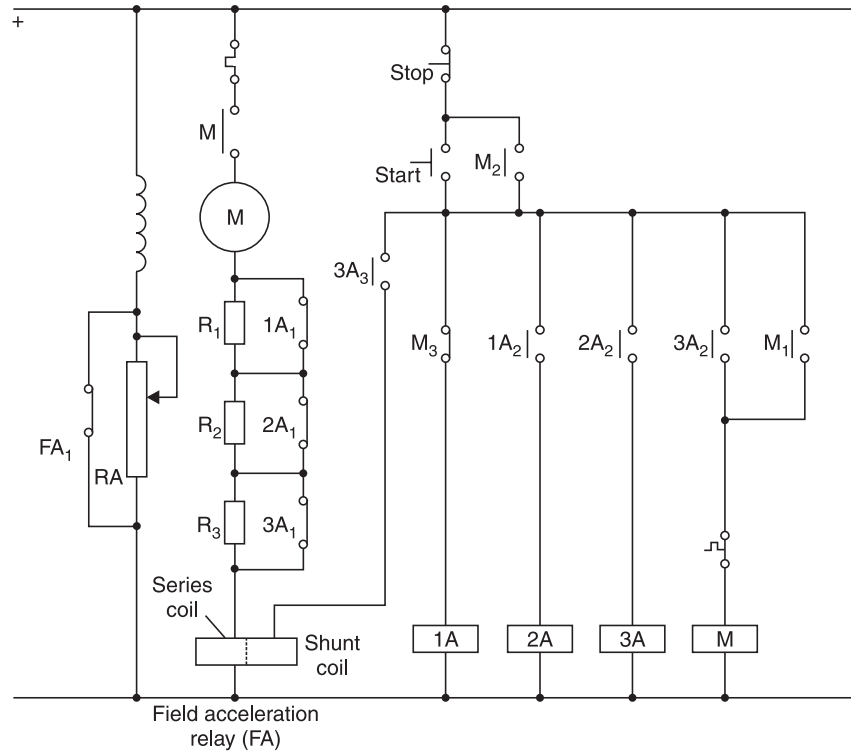 +
Stop
M
Start
M₂
M
3A₃
R₁
1A₁
M₃
1A₂
2A₂
3A₂
M₁
R₂
2A₁
FA₁
RA
R₃
3A₁
Series
coil
Shunt
coil
1A
2A
3A
M
Field acceleration
relay (FA)